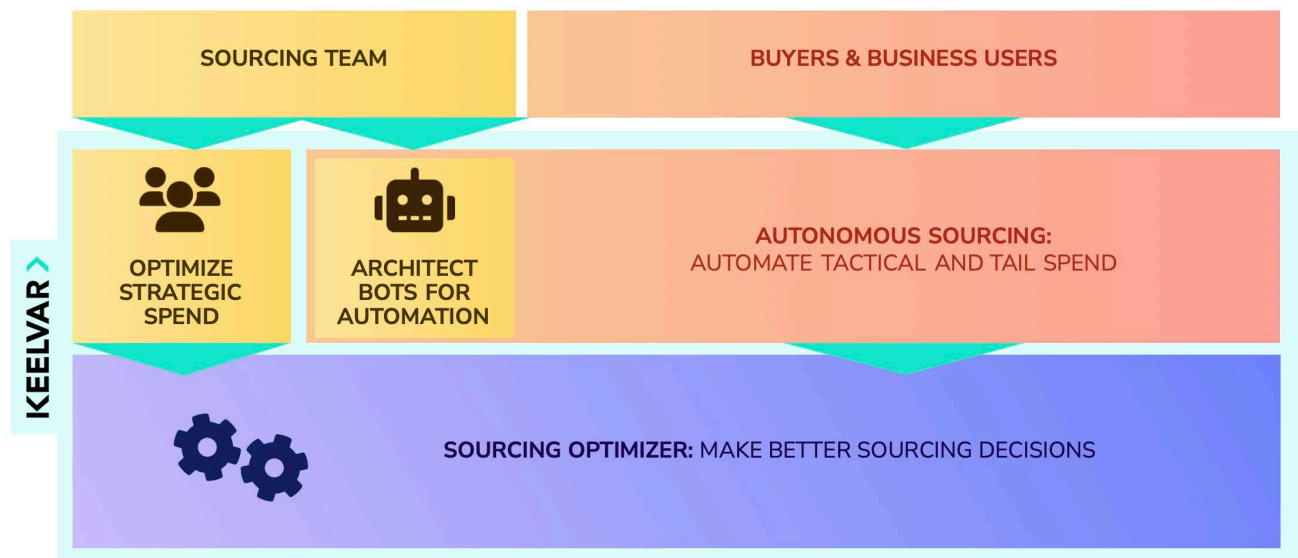 SOURCING TEAM
BUYERS & BUSINESS USERS
KEELVAR
OPTIMIZE
STRATEGIC
SPEND
ARCHITECT
BOTS FOR
AUTOMATION
AUTONOMOUS SOURCING:
AUTOMATE TACTICAL AND TAIL SPEND
SOURCING OPTIMIZER: MAKE BETTER SOURCING DECISIONS